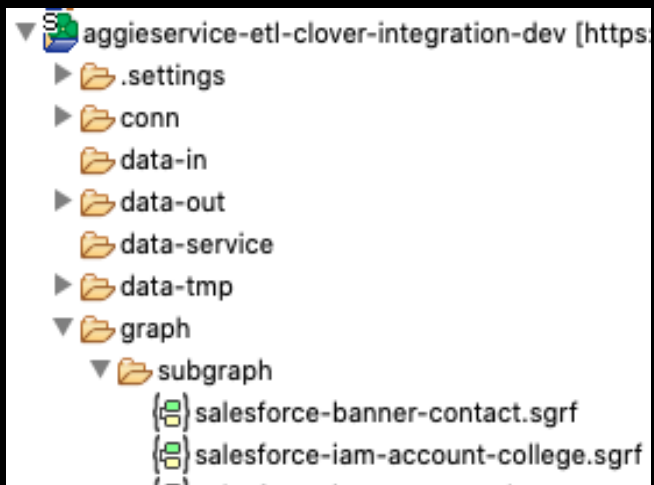 aggieservice-etl-clover-integration-dev [https:
.settings
conn
data-in
data-out
data-service
data-tmp
graph
subgraph
salesforce-banner-contact.sgrf
salesforce-iam-account-college.sgrf